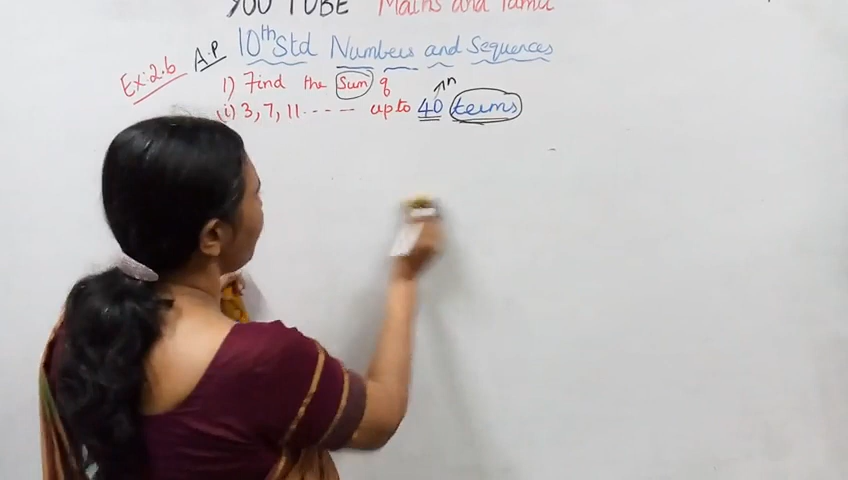 YOU TUBE Maths and Tamil
Ex:2.6 A.P 10th Std Numbers and Sequences
1) Find the Sum of
n
(i) 3, 7, 11 ...... upto 40 terms